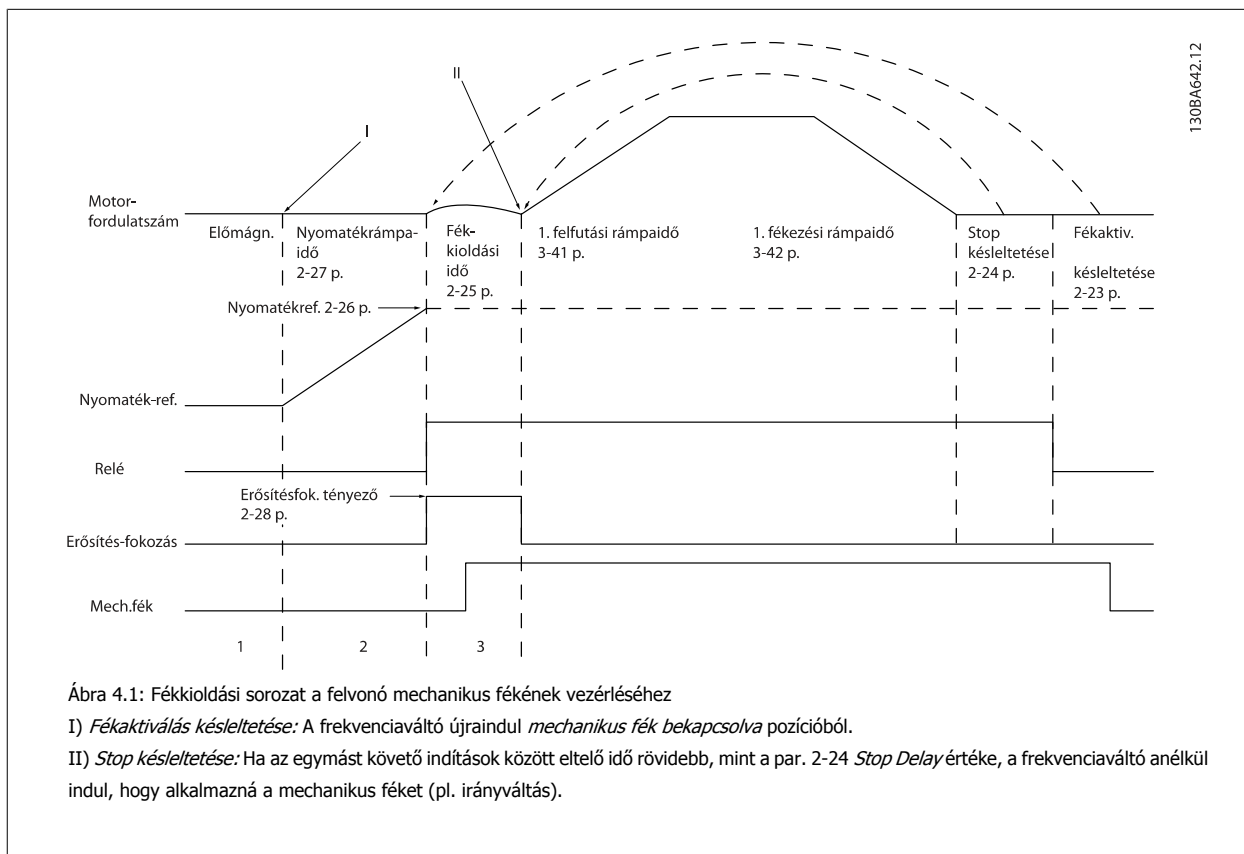 130BA642.12
II
I
Motor-
fordulatszám
Előmágn.
Nyomatékrámpa-
idő
2-27 p.
Fék-
kioldási
idő
2-25 p.
1. felfutási rámpaidő
3-41 p.
1. fékezési rámpaidő
3-42 p.
Stop
késleltetése
2-24 p.
Fékaktiv.
késleltetése
2-23 p.
Nyomatékref. 2-26 p.
Nyomaték-ref.
Relé
Erősítésfok. tényező
2-28 p.
Erősítés-fokozás
Mech.fék
1
2
3
Ábra 4.1: Fékkioldási sorozat a felvonó mechanikus fékének vezérléséhez
I) Fékaktiválás késleltetése: A frekvenciaváltó újraindul mechanikus fék bekapcsolva pozícióból.
II) Stop késleltetése: Ha az egymást követő indítások között eltelő idő rövidebb, mint a par. 2-24 Stop Delay értéke, a frekvenciaváltó anélkül
indul, hogy alkalmazná a mechanikus féket (pl. irányváltás).